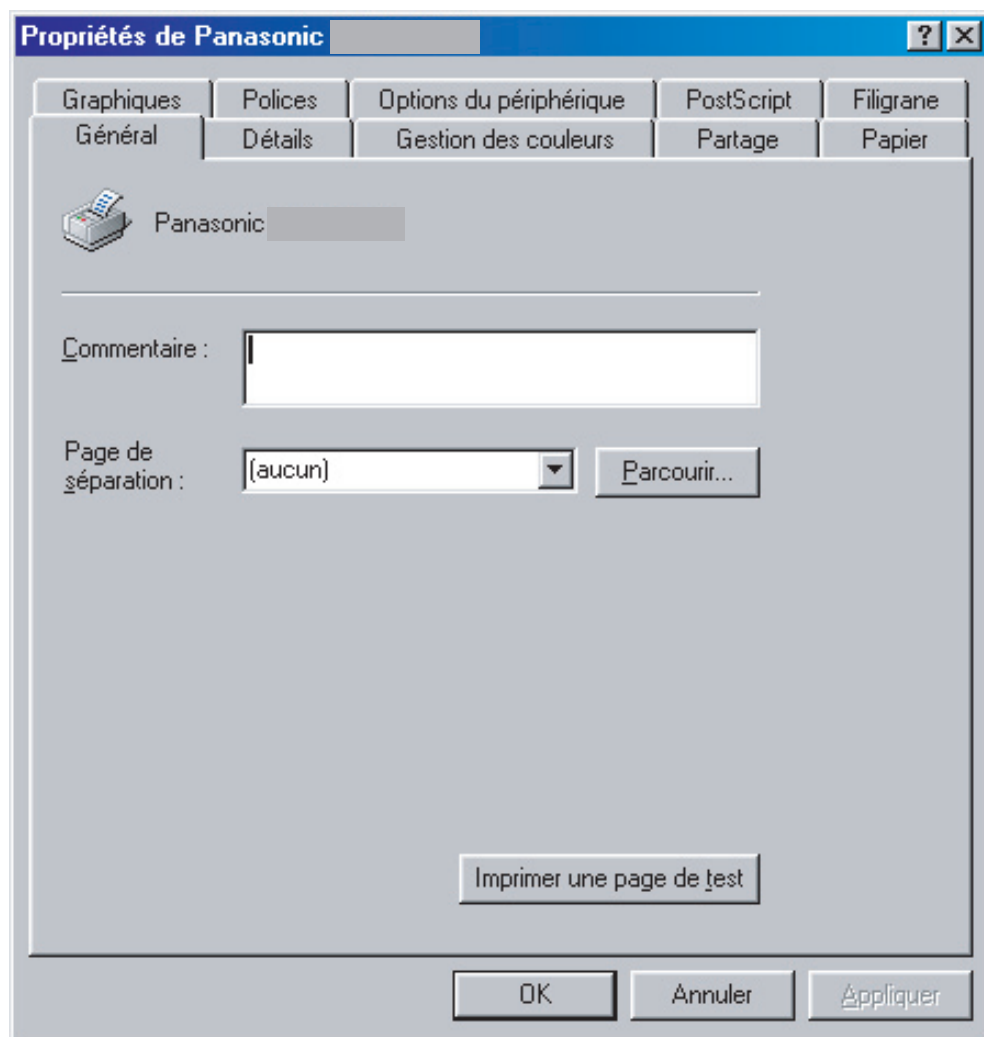 Propriétés de Panasonic
?
Graphiques Polices Options du périphérique PostScript Filigrane
Général Détails Gestion des couleurs Partage Papier
Panasonic
Commentaire :
Page de
séparation :
(aucun) Parcourir...
Imprimer une page de test
OK Annuler Appliquer